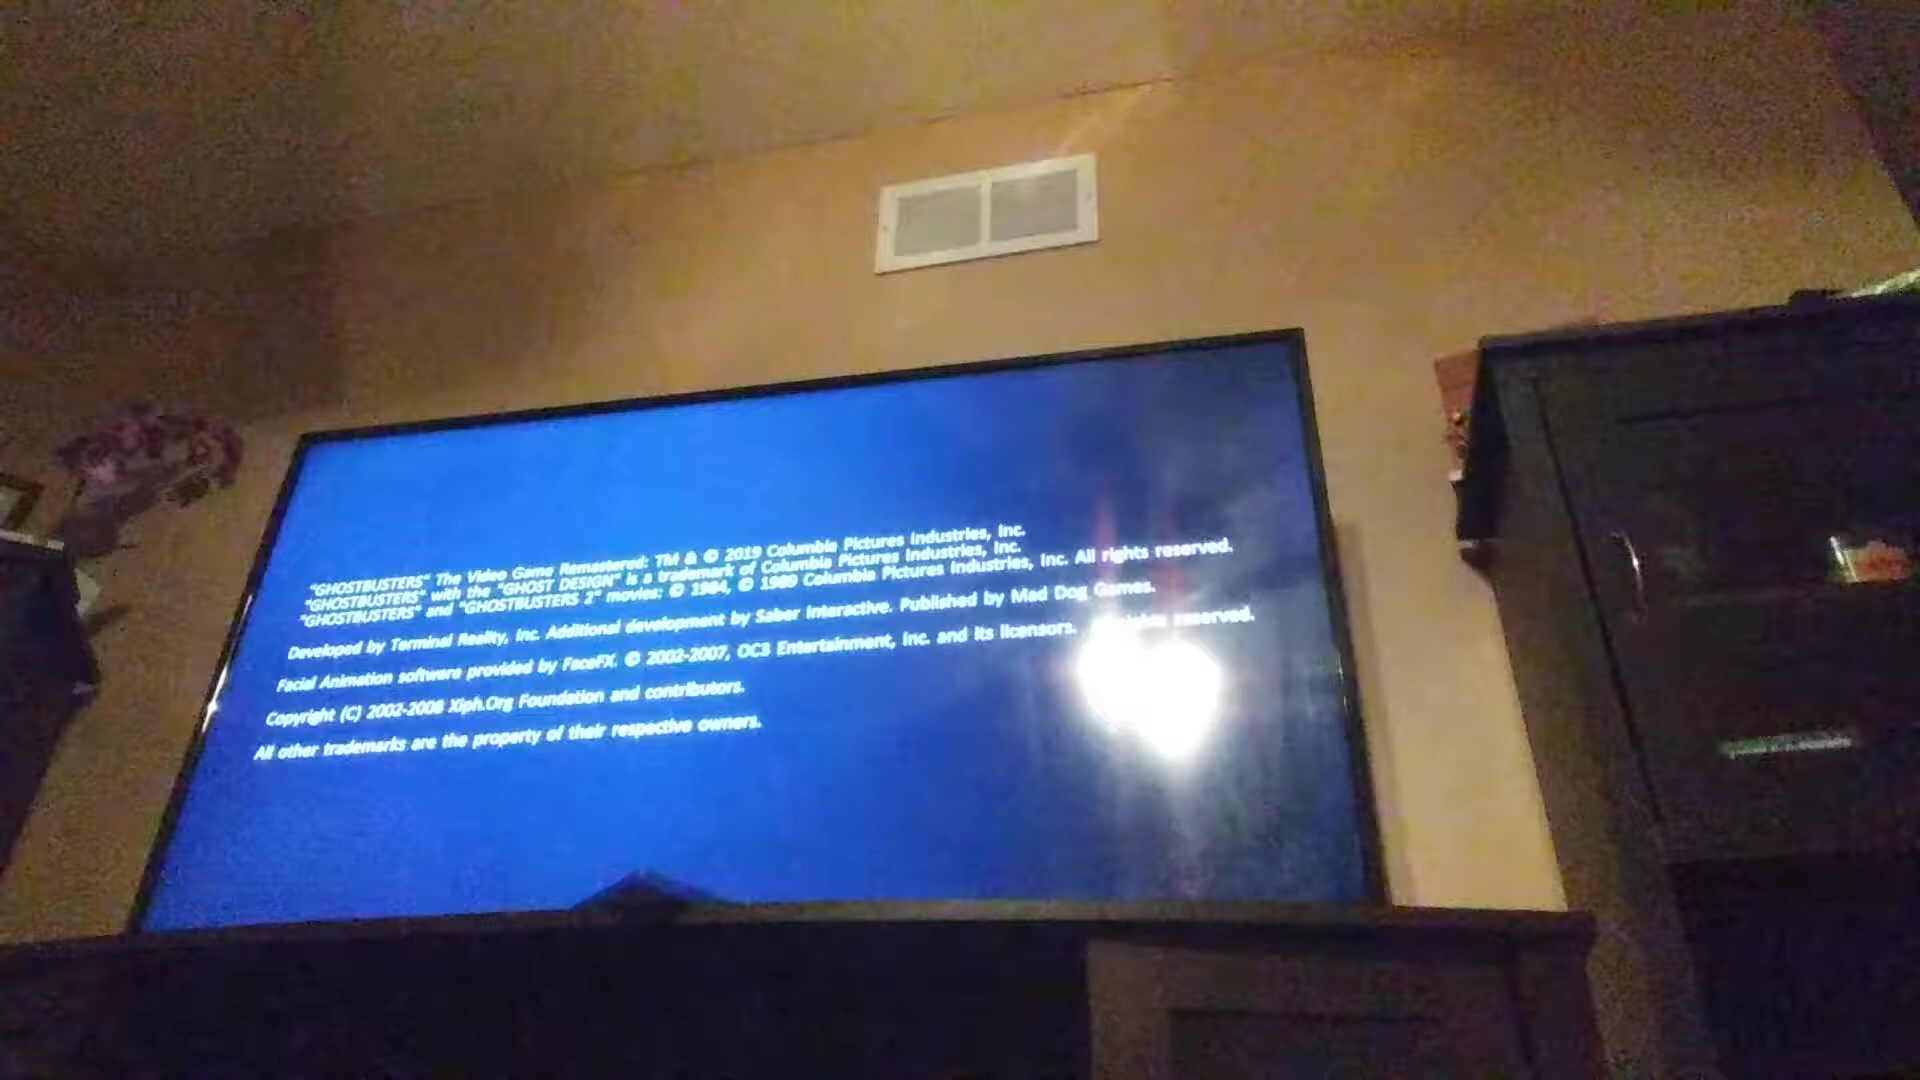 "GHOSTBUSTERS" The Video Game Remastered: TM & © 2019 Columbia Pictures Industries, Inc.
"GHOSTBUSTERS" with the "GHOST DESIGN" is a trademark of Columbia Pictures Industries, Inc.
"GHOSTBUSTERS" and "GHOSTBUSTERS 2" movies: © 1984, © 1989 Columbia Pictures Industries, Inc. All rights reserved.
Developed by Terminal Reality, Inc. Additional development by Saber Interactive. Published by Mad Dog Games.
Facial Animation software provided by FaceFX. © 2002-2007, OC3 Entertainment, Inc. and its licensors. All rights reserved.
Copyright (C) 2002-2008 Xiph.Org Foundation and contributors.
All other trademarks are the property of their respective owners.